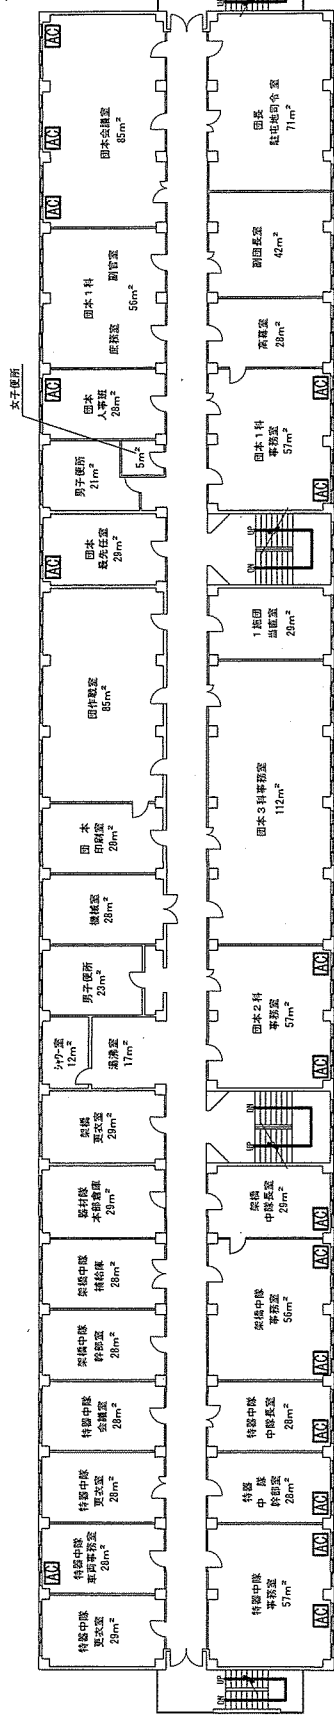 AC
AC
AC
団本会議室
85m²
団長
駐屯地司令室
71m²
団本1科
副官室
56m²
庶務室
副団長室
42m²
高幕室
28m²
女子便所
AC
団本
人事班
28m²
5m²
男子便所
21m²
団本1科
事務室
57m²
AC
AC
AC
団本
最先任室
29m²
UP
DN
団作戦室
85m²
1施団
当直室
29m²
団本
印刷室
28m²
団本3科事務室
112m²
機械室
28m²
男子便所
23m²
団本2科
事務室
57m²
AC
AC
シャワー室
12m²
湯沸室
17m²
架橋
更衣室
29m²
UP
DN
器材隊
本部倉庫
29m²
架橋
中隊長室
29m²
AC
架橋中隊
補給庫
28m²
架橋中隊
事務室
56m²
AC
AC
架橋中隊
幹部室
28m²
特器中隊
会議室
28m²
特器中隊
中隊長室
28m²
AC
特器中隊
更衣室
28m²
特器
中隊
幹部室
28m²
AC
AC
特器中隊
車両事務室
28m²
特器中隊
事務室
57m²
AC
AC
特器中隊
更衣室
29m²
UP
DN